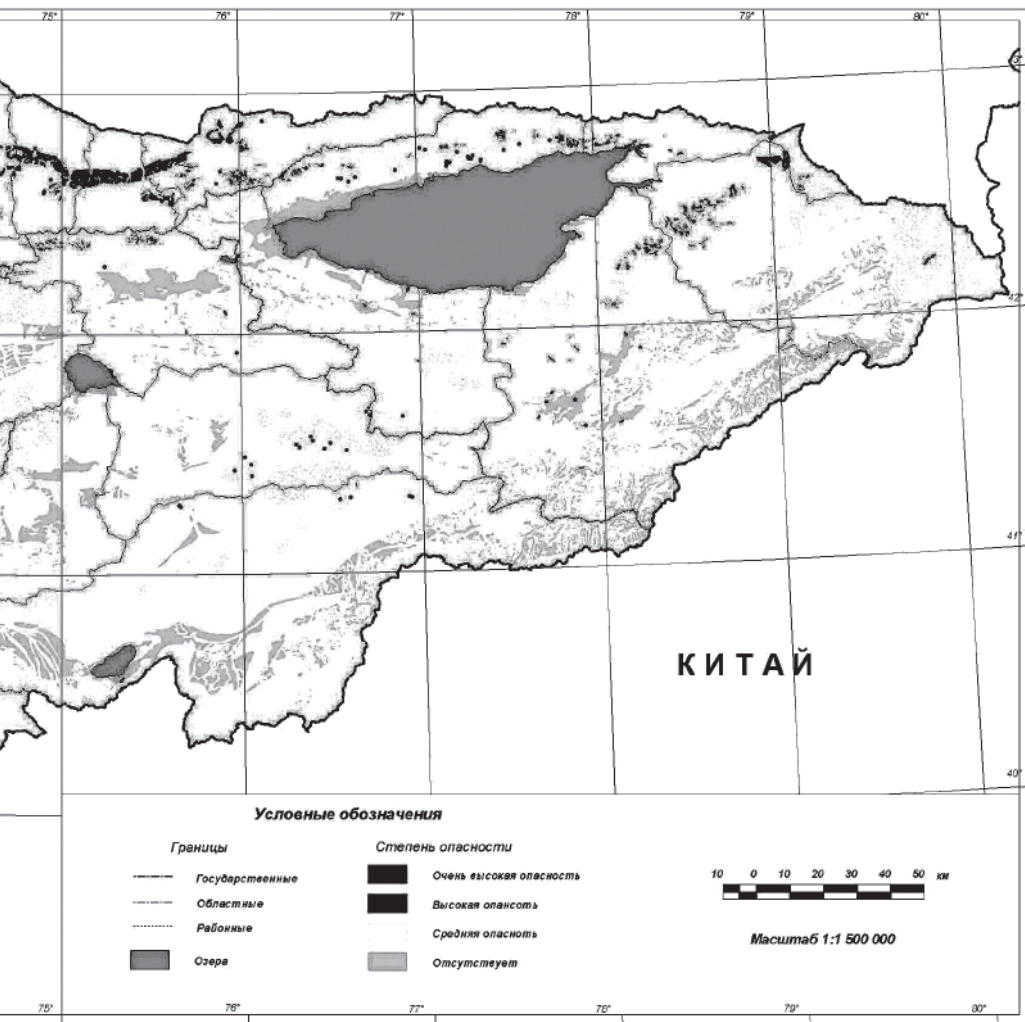 75° 76° 77° 78° 79° 80°
42°
41°
КИТАЙ
40°
Условные обозначения
Границы Степень опасности
Государственные Очень высокая опасность
Областные Высокая опансоть
Районные Средняя опасноть
Озера Отсутствует
10 0 10 20 30 40 50 км
Масштаб 1:1 500 000
75° 76° 77° 78° 79° 80°